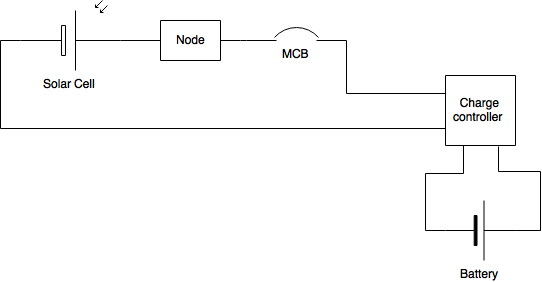 Node
MCB
Solar Cell
Charge
controller
Battery